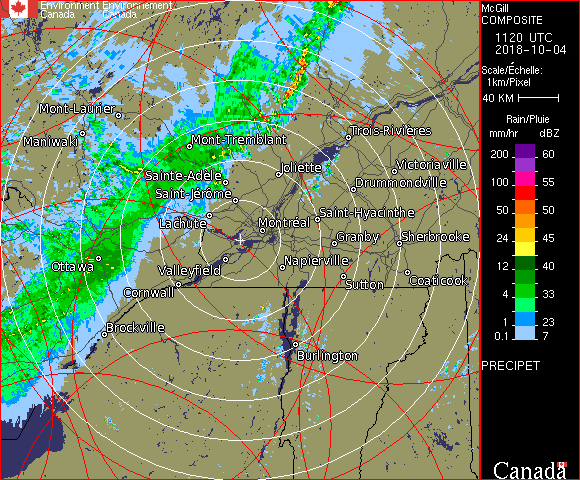 Environment Environnement
Canada Canada
McGill
COMPOSITE
1120 UTC
2018-10-04
Scale/Échelle:
1km/Pixel
40 KM
Rain/Pluie
mm/hr dBZ
200 60
100 55
50 50
24 45
12 40
4 33
1 23
0.1 7
PRECIPET
Canada
Mont-Laurier
Maniwaki
Mont-Tremblant
Trois-Rivières
Sainte-Adèle
Joliette
Victoriaville
Saint-Jérôme
Drummondville
Lachute
Montréal
Saint-Hyacinthe
Granby
Sherbrooke
Ottawa
Valleyfield
Napierville
Cornwall
Sutton
Coaticook
Brockville
Burlington